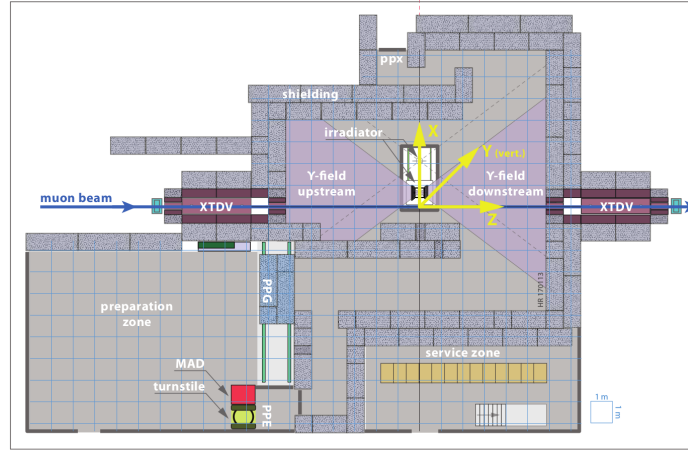 ppx
shielding
irradiator
X
Y (vert.)
Y-field
upstream
Y-field
downstream
muon beam
XTDV
XTDV
Z
HR 170113
PPG
preparation
zone
service zone
MAD
turnstile
PPE
1 m
1 m